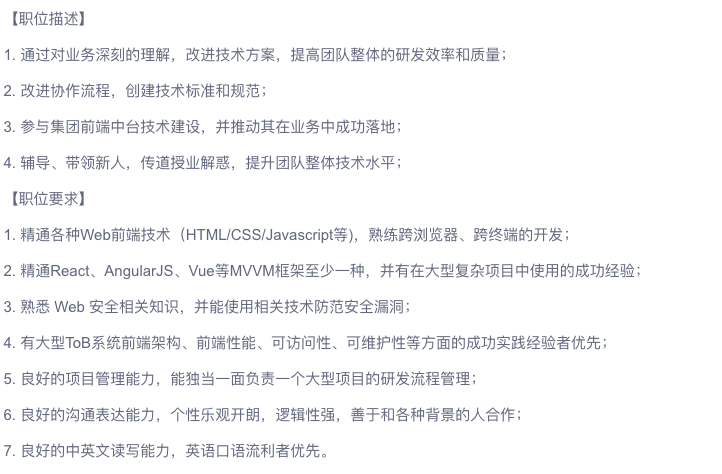 【职位描述】
1. 通过对业务深刻的理解，改进技术方案，提高团队整体的研发效率和质量；
2. 改进协作流程，创建技术标准和规范；
3. 参与集团前端中台技术建设，并推动其在业务中成功落地；
4. 辅导、带领新人，传道授业解惑，提升团队整体技术水平；
【职位要求】
1. 精通各种Web前端技术（HTML/CSS/Javascript等)，熟练跨浏览器、跨终端的开发；
2. 精通React、AngularJS、Vue等MVVM框架至少一种，并有在大型复杂项目中使用的成功经验；
3. 熟悉 Web 安全相关知识，并能使用相关技术防范安全漏洞；
4. 有大型ToB系统前端架构、前端性能、可访问性、可维护性等方面的成功实践经验者优先；
5. 良好的项目管理能力，能独当一面负责一个大型项目的研发流程管理；
6. 良好的沟通表达能力，个性乐观开朗，逻辑性强，善于和各种背景的人合作；
7. 良好的中英文读写能力，英语口语流利者优先。